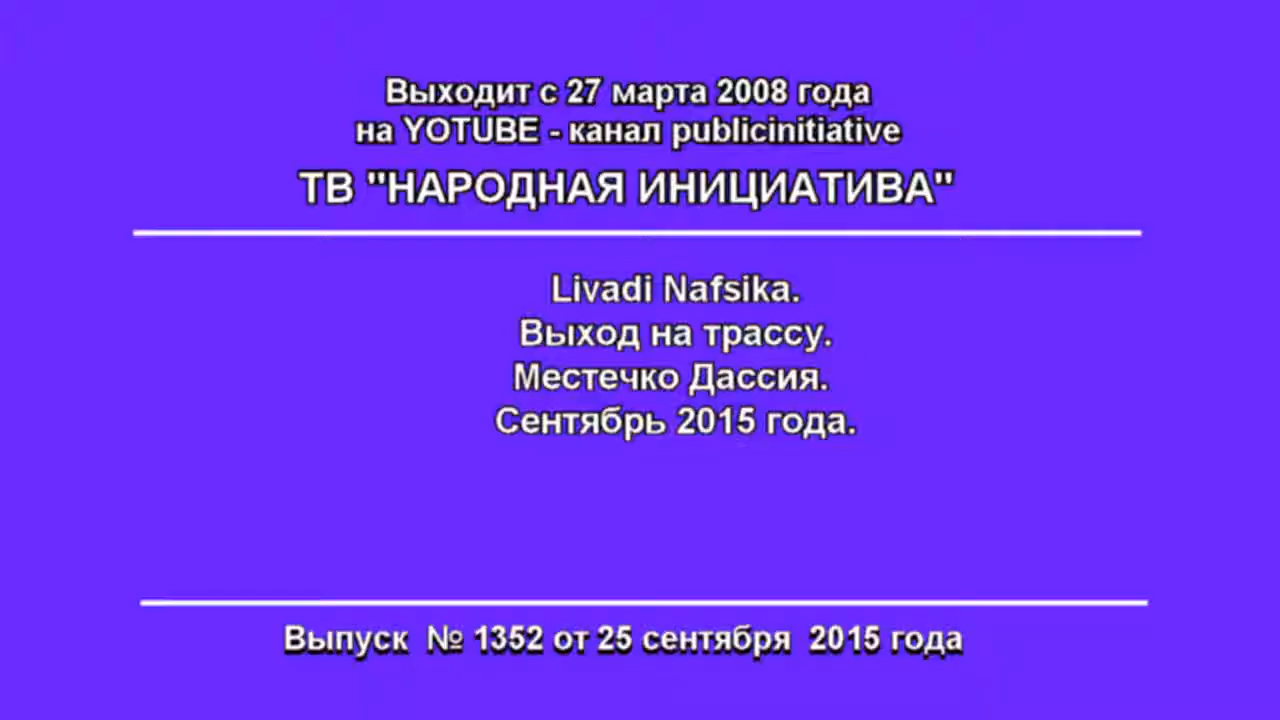 Выходит с 27 марта 2008 года
на YOTUBE - канал publicinitiative
ТВ "НАРОДНАЯ ИНИЦИАТИВА"
Livadi Nafsika.
Выход на трассу.
Местечко Дассия.
Сентябрь 2015 года.
Выпуск № 1352 от 25 сентября 2015 года